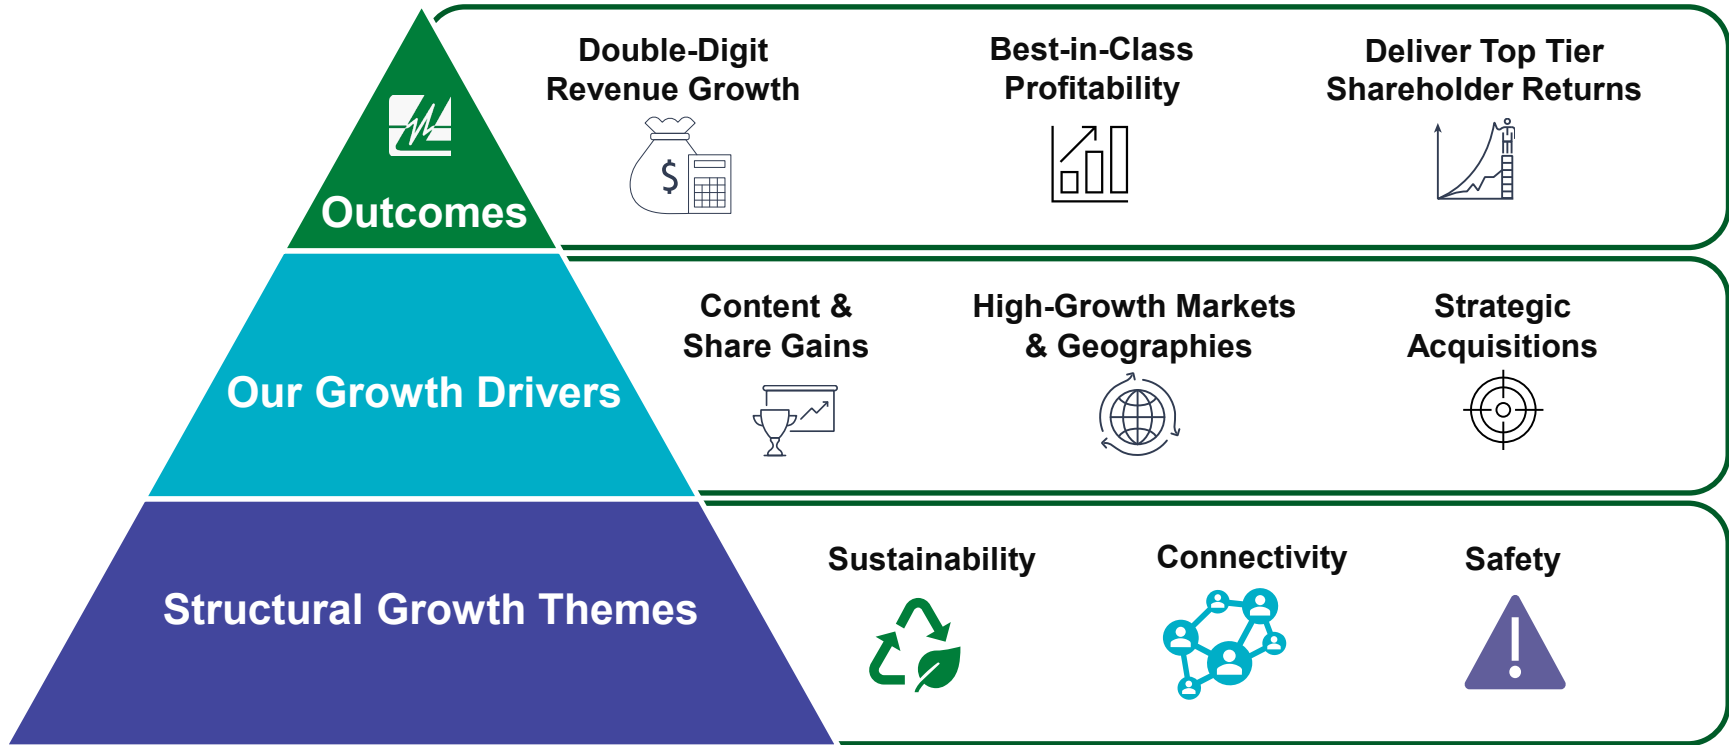 Outcomes
Double-Digit
Revenue Growth
$
Best-in-Class
Profitability
Deliver Top Tier
Shareholder Returns
Our Growth Drivers
Content &
Share Gains
High-Growth Markets
& Geographies
Strategic
Acquisitions
Structural Growth Themes
Sustainability
Connectivity
Safety
!